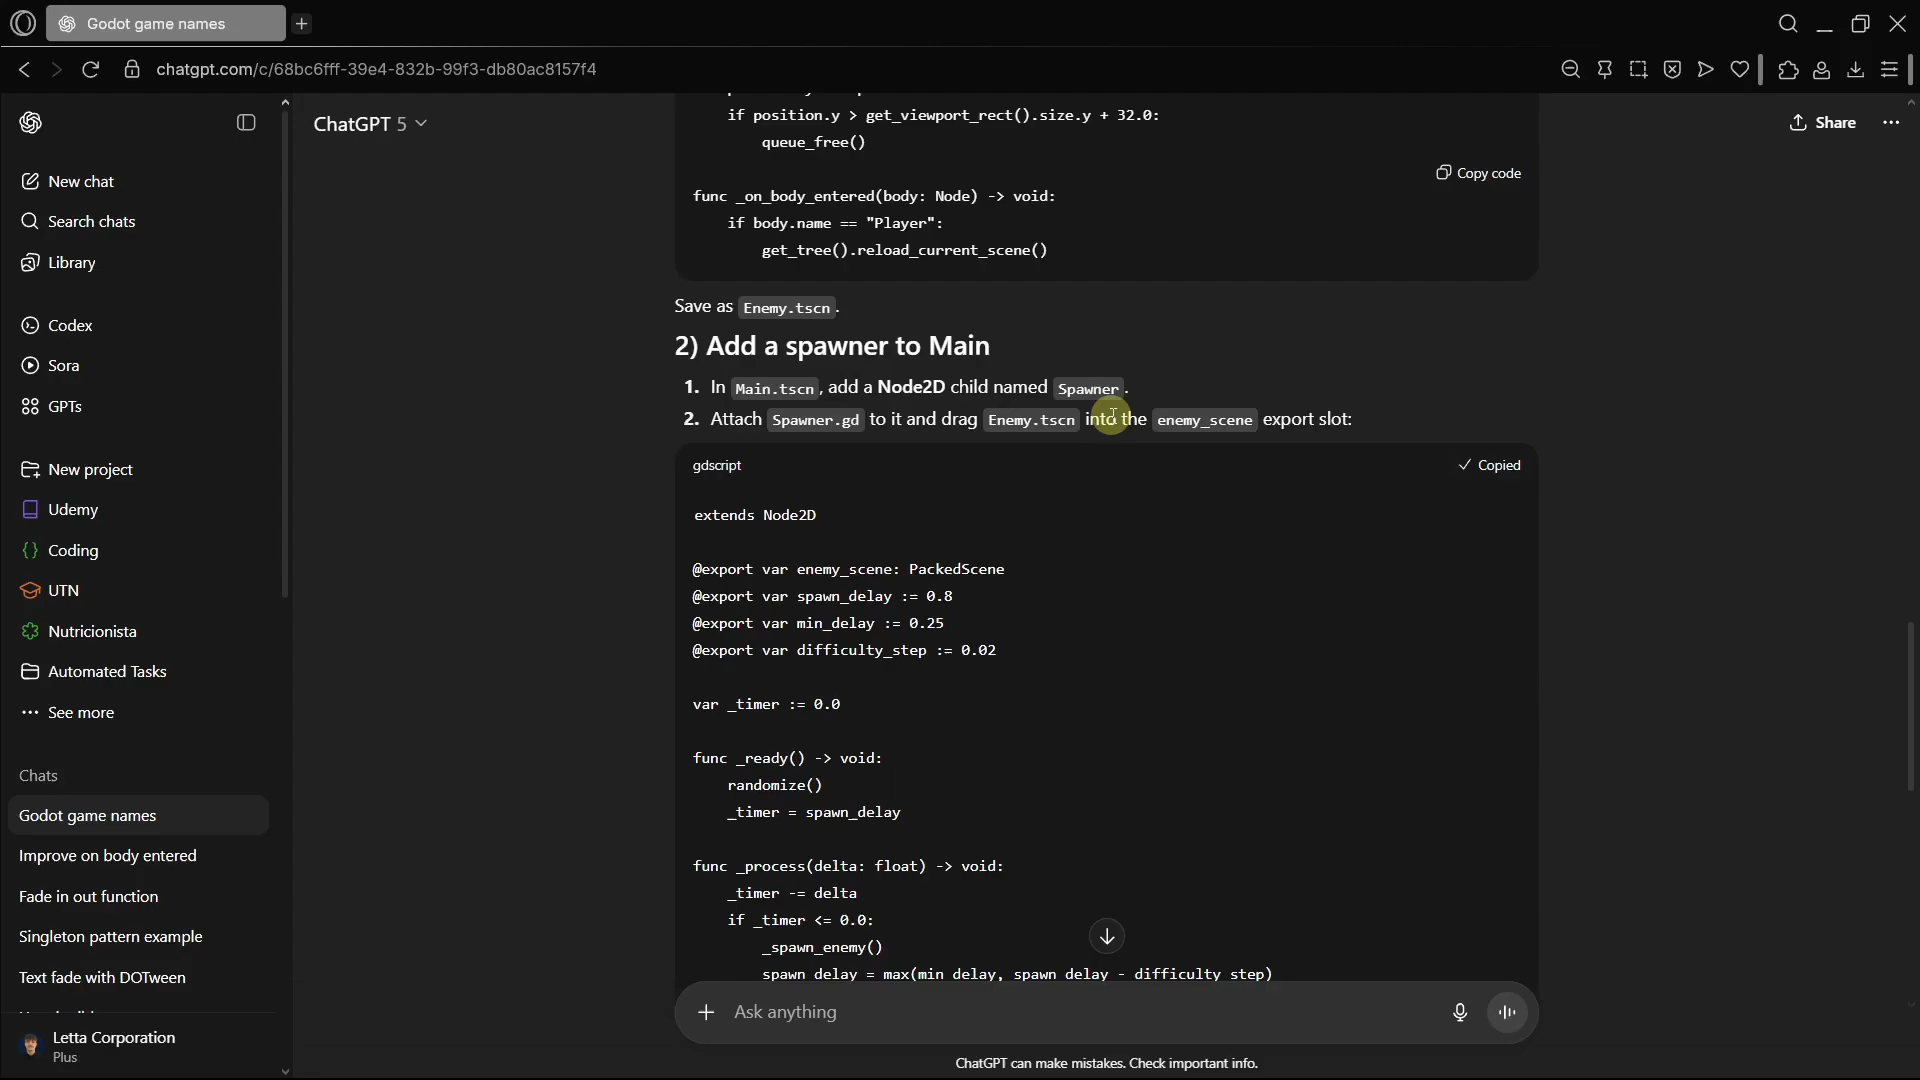 Godot game names
chatgpt.com/c/68bc6fff-39e4-832b-99f3-db80ac8157f4
ChatGPT 5
Share
New chat
Search chats
Library
Codex
Sora
GPTs
New project
Udemy
Coding
UTN
Nutricionista
Automated Tasks
See more
Chats
Godot game names
Improve on body entered
Fade in out function
Singleton pattern example
Text fade with DOTween
Letta Corporation
Plus
if position.y > get_viewport_rect().size.y + 32.0:
queue_free()
Copy code
func _on_body_entered(body: Node) -> void:
if body.name == "Player":
get_tree().reload_current_scene()
Save as Enemy.tscn.
2) Add a spawner to Main
1. In Main.tscn, add a Node2D child named Spawner.
2. Attach Spawner.gd to it and drag Enemy.tscn into the enemy_scene export slot:
gdscript
Copied
extends Node2D
@export var enemy_scene: PackedScene
@export var spawn_delay := 0.8
@export var min_delay := 0.25
@export var difficulty_step := 0.02
var _timer := 0.0
func _ready() -> void:
randomize()
_timer = spawn_delay
func _process(delta: float) -> void:
_timer -= delta
if _timer <= 0.0:
_spawn_enemy()
spawn_delay = max(min_delay, spawn_delay - difficulty_step)
Ask anything
ChatGPT can make mistakes. Check important info.